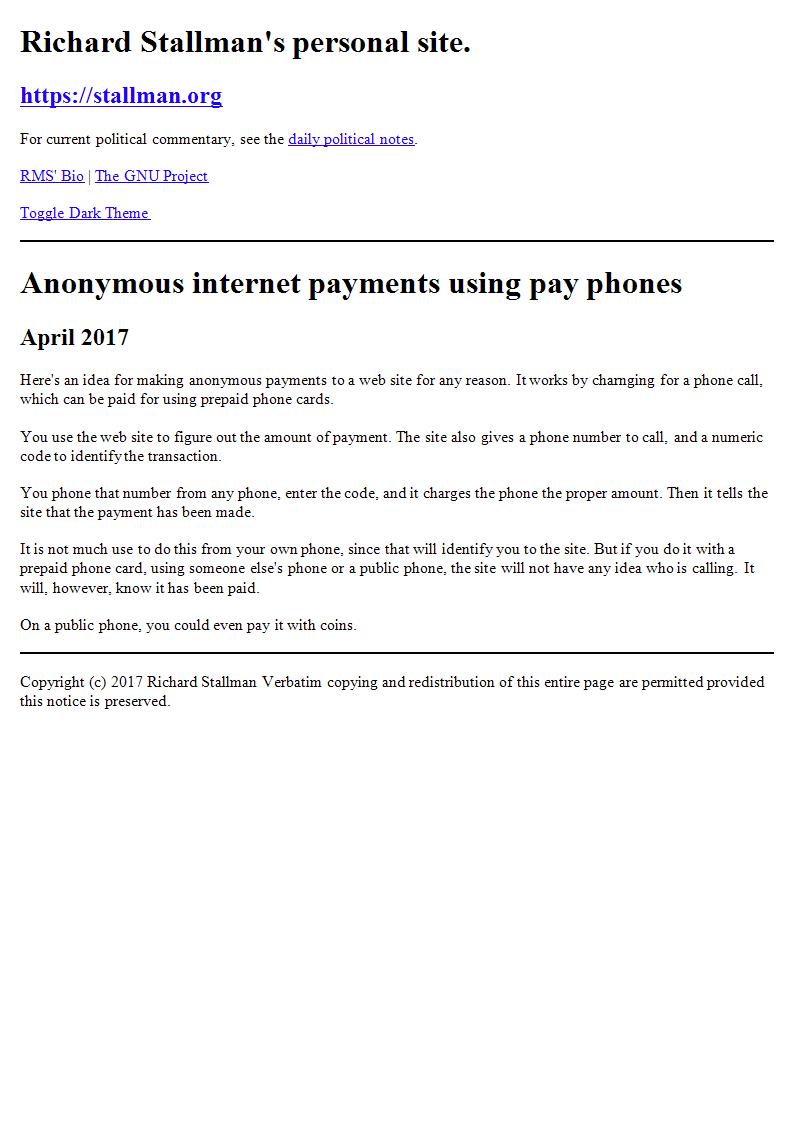 Richard Stallman's personal site.
https://stallman.org
For current political commentary, see the daily political notes.
RMS' Bio | The GNU Project
Toggle Dark Theme
Anonymous internet payments using pay phones
April 2017
Here's an idea for making anonymous payments to a web site for any reason. It works by charnging for a phone call,
which can be paid for using prepaid phone cards.
You use the web site to figure out the amount of payment. The site also gives a phone number to call, and a numeric
code to identify the transaction.
You phone that number from any phone, enter the code, and it charges the phone the proper amount. Then it tells the
site that the payment has been made.
It is not much use to do this from your own phone, since that will identify you to the site. But if you do it with a
prepaid phone card, using someone else's phone or a public phone, the site will not have any idea who is calling. It
will, however, know it has been paid.
On a public phone, you could even pay it with coins.
Copyright (c) 2017 Richard Stallman Verbatim copying and redistribution of this entire page are permitted provided
this notice is preserved.